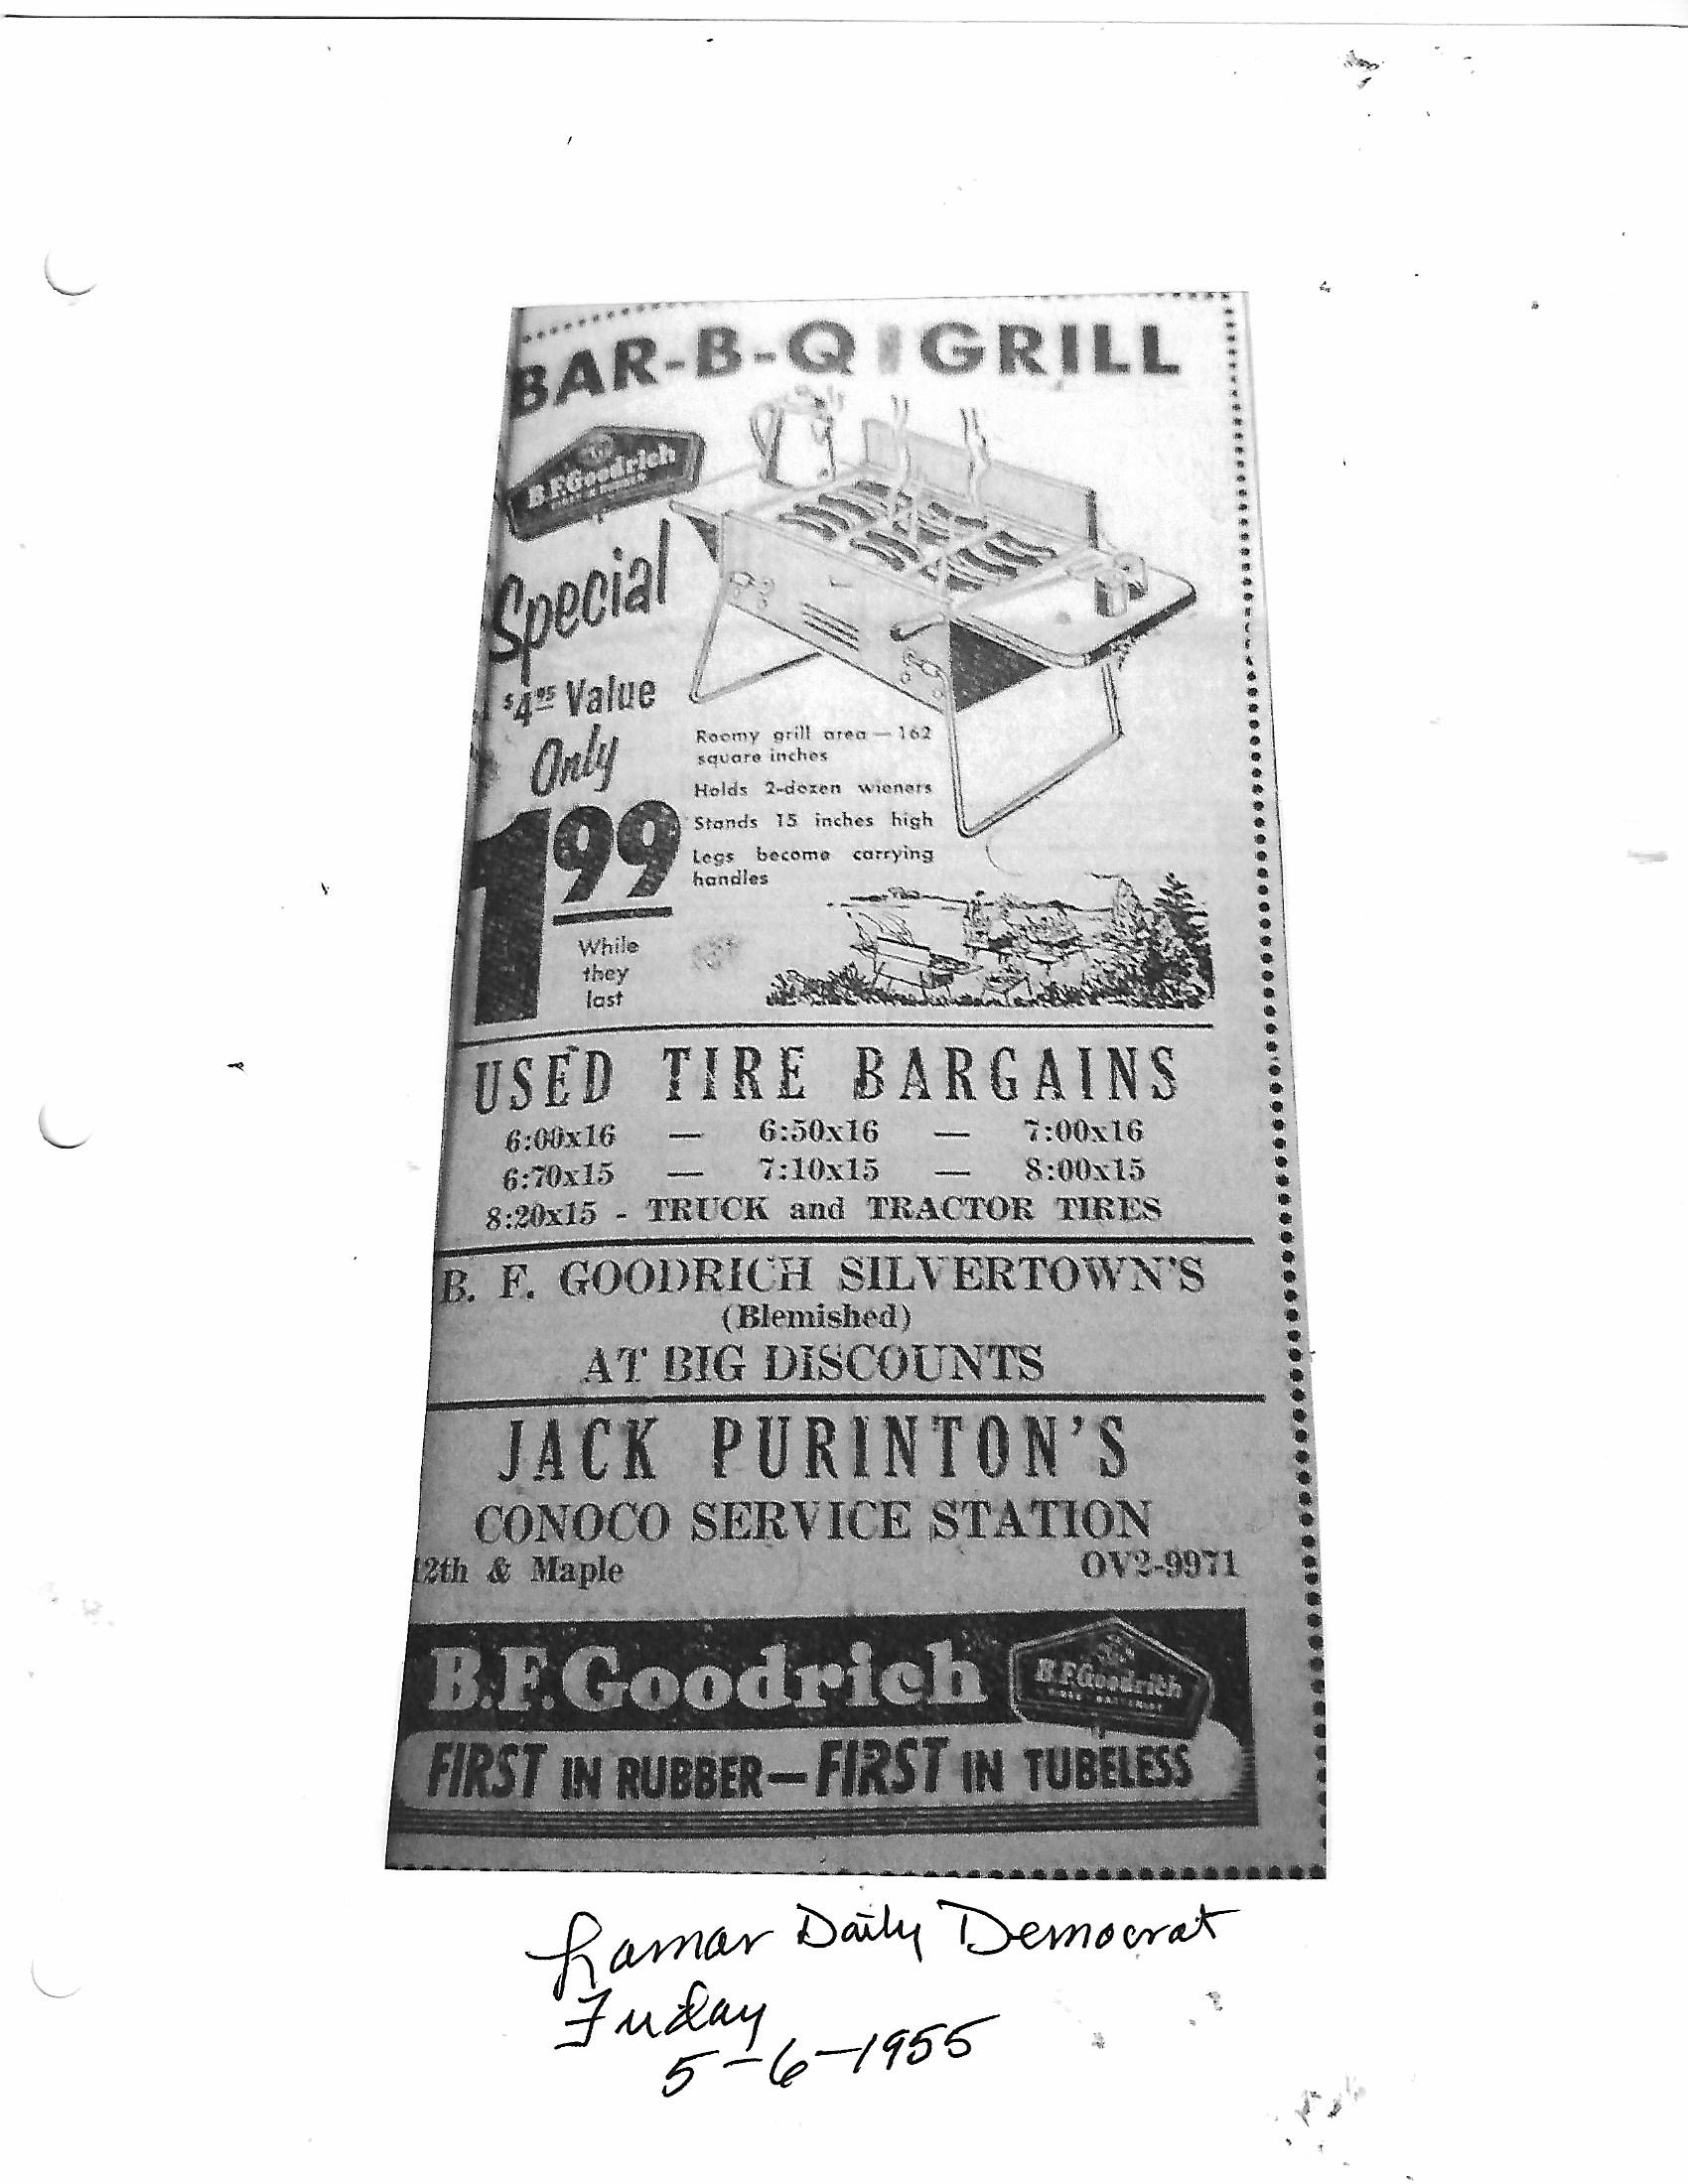 BAR-B-Q GRILL
B.F.Goodrich
Special
$4.95 Value
Only
1.99
While
they
last
Roomy grill area — 162
square inches
Holds 2-dozen wieners
Stands 15 inches high
Legs become carrying
handles
USED TIRE BARGAINS
6:00x16 — 6:50x16 — 7:00x16
6:70x15 — 7:10x15 — 8:00x15
8:20x15 - TRUCK and TRACTOR TIRES
B. F. GOODRICH SILVERTOWN'S
(Blemished)
AT BIG DISCOUNTS
JACK PURINTON'S
CONOCO SERVICE STATION
12th & Maple OV2-9971
B.F.Goodrich B.F.Goodrich
FIRST IN RUBBER — FIRST IN TUBELESS
Lamar Daily Democrat
Friday
5-6-1955